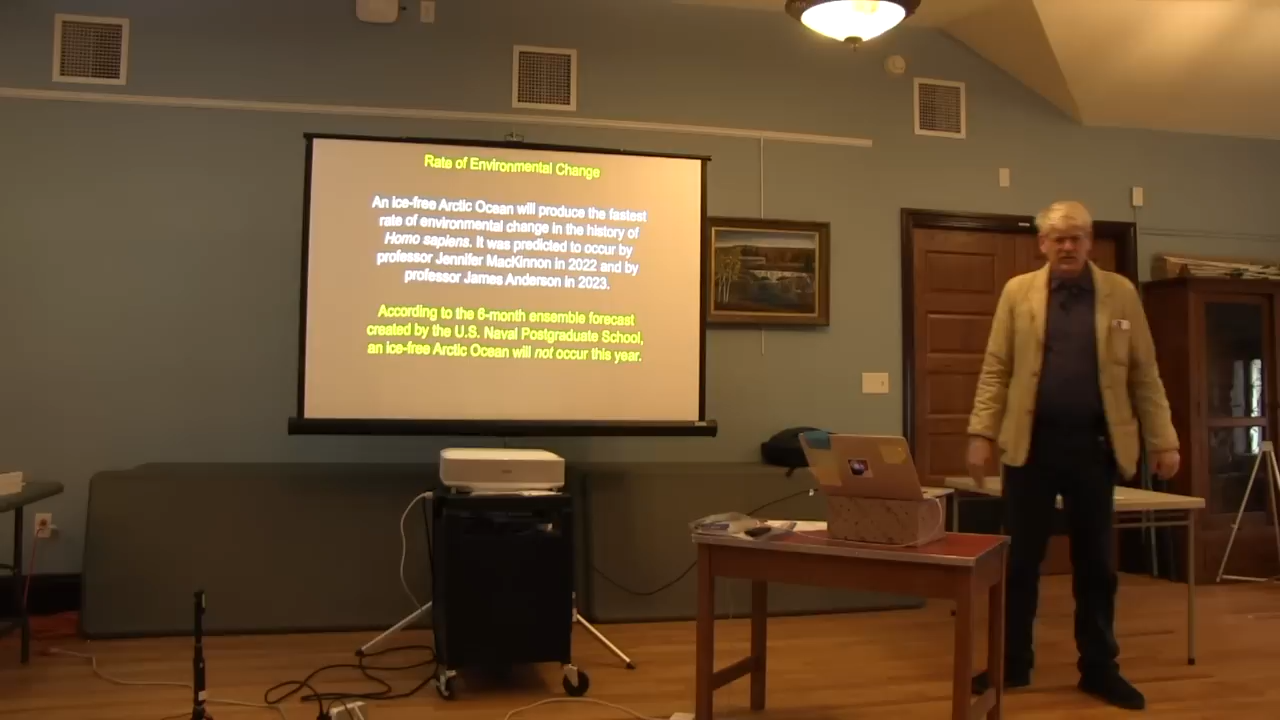 Rate of Environmental Change
An ice-free Arctic Ocean will produce the fastest
rate of environmental change in the history of
Homo sapiens. It was predicted to occur by
professor Jennifer MacKinnon in 2022 and by
professor James Anderson in 2023.
According to the 6-month ensemble forecast
created by the U.S. Naval Postgraduate School,
an ice-free Arctic Ocean will not occur this year.